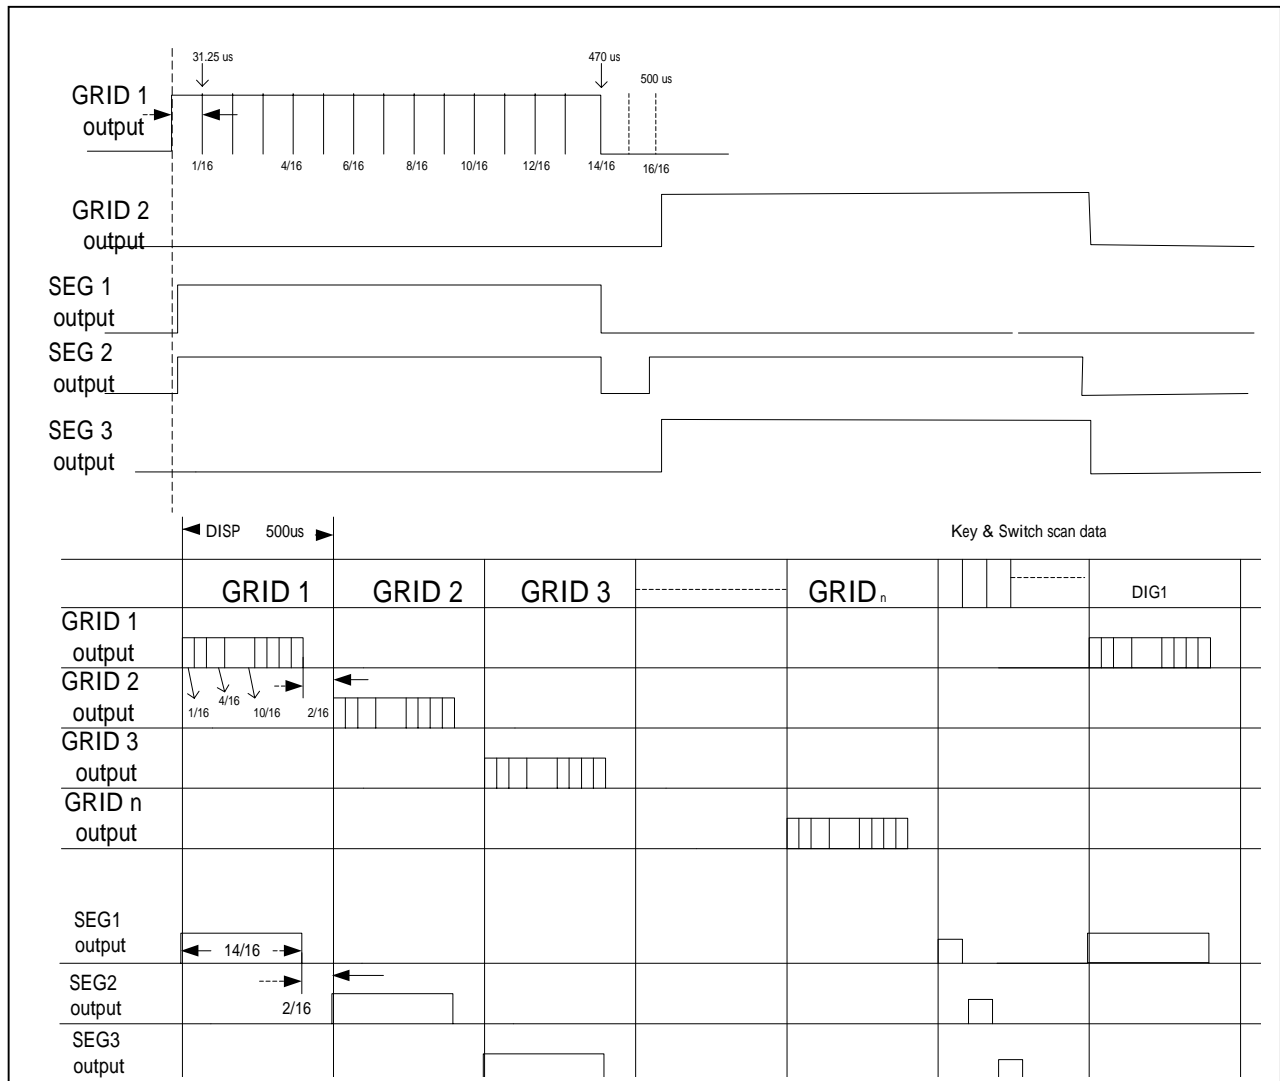 31.25 us
470 us
500 us
GRID 1
output
1/16
4/16
6/16
8/16
10/16
12/16
14/16
16/16
GRID 2
output
SEG 1
output
SEG 2
output
SEG 3
output
DISP 500us
Key & Switch scan data
GRID 1
GRID 2
GRID 3
GRID n
DIG1
GRID 1
output
GRID 2
output
1/16
4/16
10/16
2/16
GRID 3
output
GRID n
output
SEG1
output
14/16
SEG2
output
2/16
SEG3
output